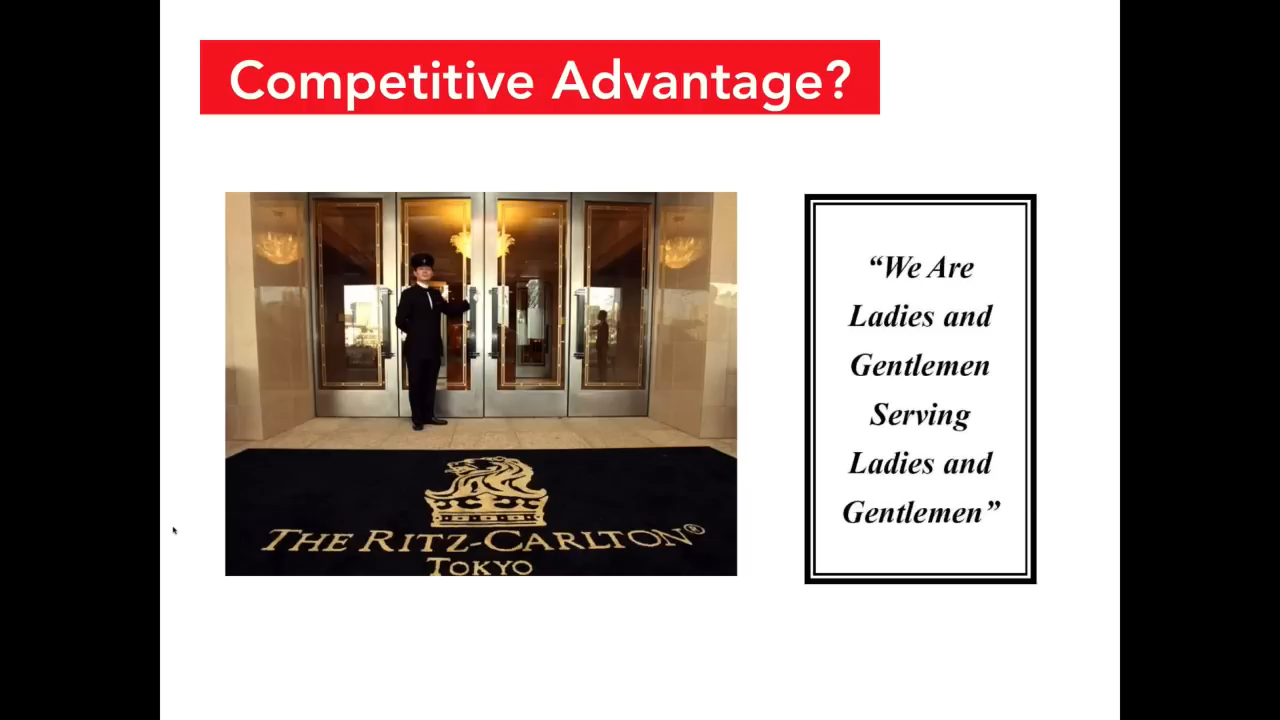 Competitive Advantage?
“We Are
Ladies and
Gentlemen
Serving
Ladies and
Gentlemen”
THE RITZ-CARLTON®
TOKYO